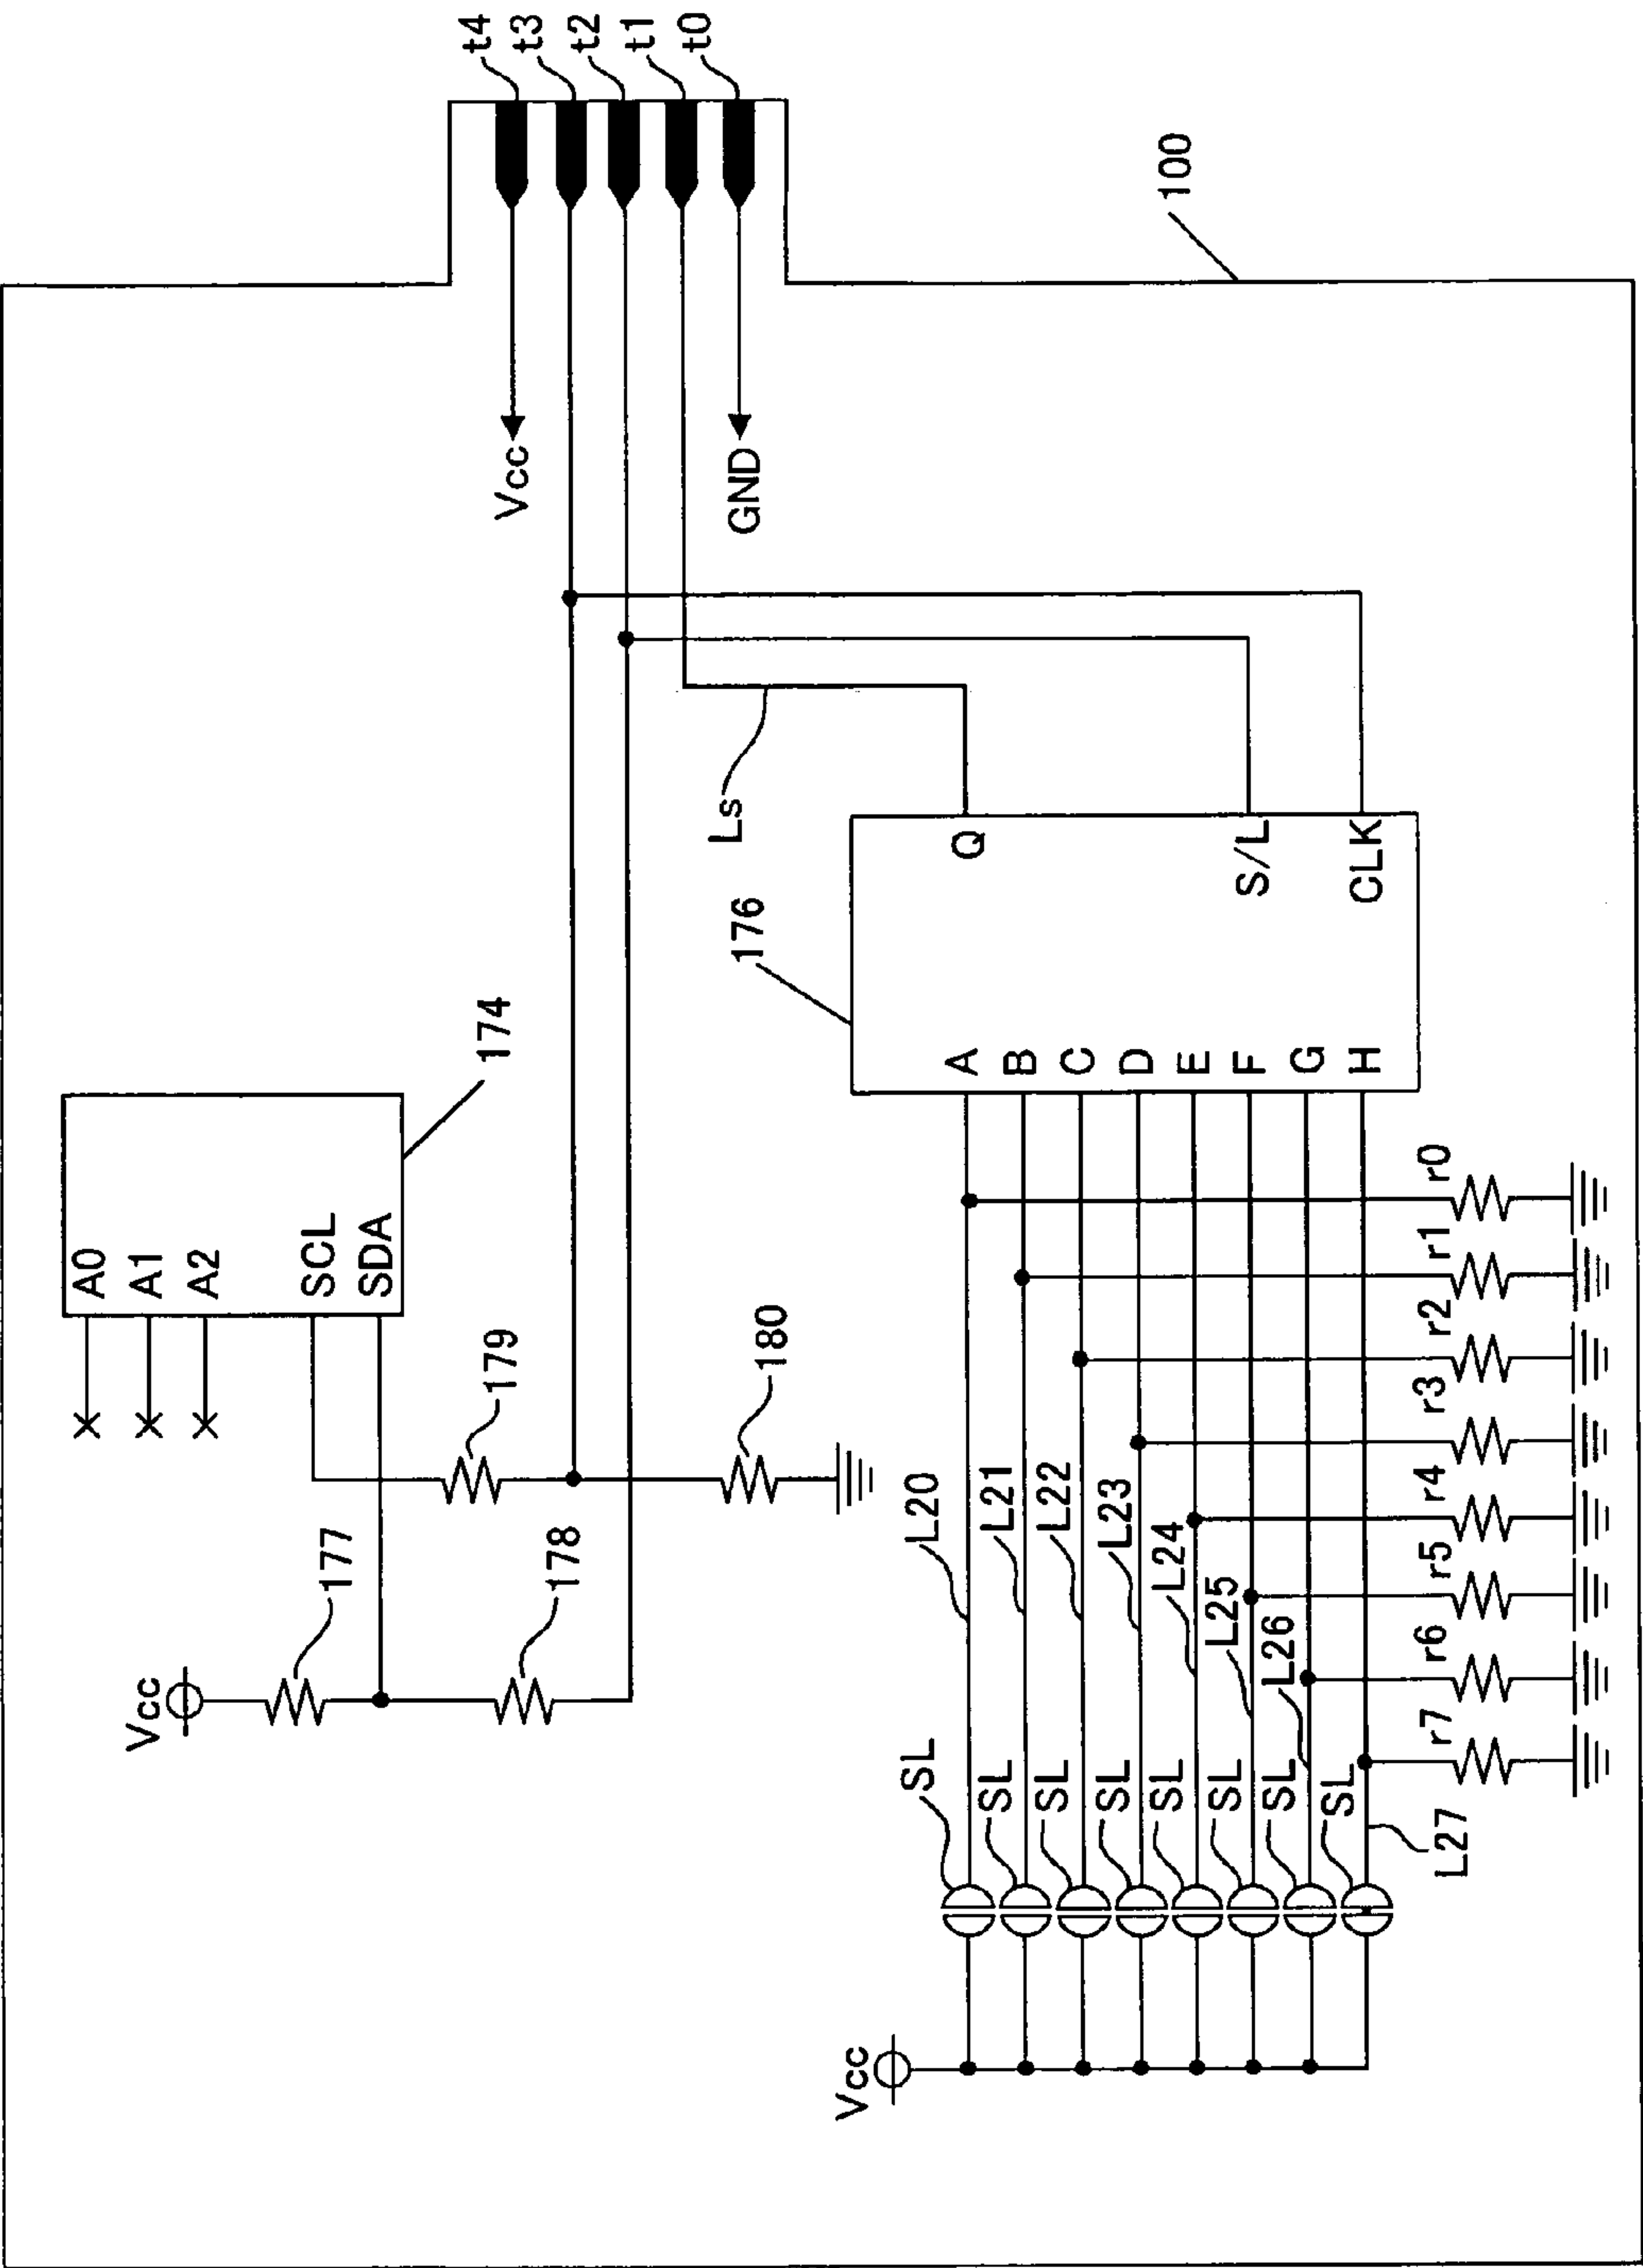 t4
t3
t2
t1
t0
100
Vcc
GND
Ls
174
A0
A1
A2
SCL
SDA
179
180
177
178
Vcc
176
Q
S/L
CLK
A
B
C
D
E
F
G
H
r0
r1
r2
r3
r4
r5
r6
r7
L20
L21
L22
L23
L24
L25
L26
L27
SL
SL
SL
SL
SL
SL
SL
SL
Vcc